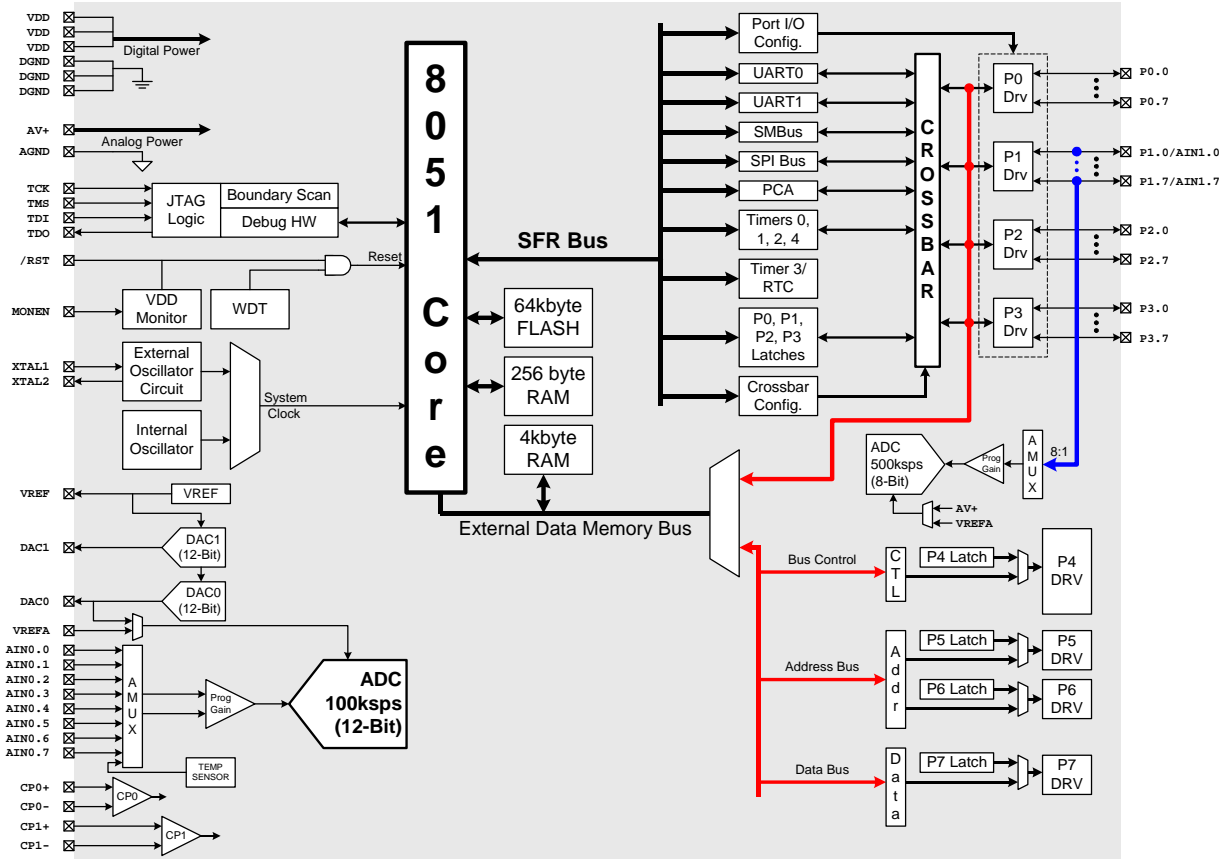 VDD
VDD
VDD
Digital Power
DGND
DGND
DGND
AV+
Analog Power
AGND
TCK
TMS
TDI
TDO
JTAG
Logic
Boundary Scan
Debug HW
/RST
Reset
MONEN
VDD
Monitor
WDT
XTAL1
XTAL2
External
Oscillator
Circuit
Internal
Oscillator
System
Clock
VREF
VREF
DAC1
DAC1
(12-Bit)
DAC0
DAC0
(12-Bit)
VREFA
AIN0.0
AIN0.1
AIN0.2
AIN0.3
AIN0.4
AIN0.5
AIN0.6
AIN0.7
A
M
U
X
Prog
Gain
ADC
100ksps
(12-Bit)
TEMP
SENSOR
CP0+
CP0-
CP0
CP1+
CP1-
CP1
8
0
5
1
C
o
r
e
SFR Bus
64kbyte
FLASH
256 byte
RAM
4kbyte
RAM
External Data Memory Bus
Port I/O
Config.
UART0
UART1
SMBus
SPI Bus
PCA
Timers 0,
1, 2, 4
Timer 3/
RTC
P0, P1,
P2, P3
Latches
Crossbar
Config.
C
R
O
S
S
B
A
R
P0
Drv
P1
Drv
P2
Drv
P3
Drv
P0.0
P0.7
P1.0/AIN1.0
P1.7/AIN1.7
P2.0
P2.7
P3.0
P3.7
ADC
500ksps
(8-Bit)
Prog
Gain
A
M
U
X
8:1
AV+
VREFA
Bus Control
C
T
L
P4 Latch
P4
DRV
Address Bus
A
d
d
r
P5 Latch
P5
DRV
P6 Latch
P6
DRV
Data Bus
D
a
t
a
P7 Latch
P7
DRV